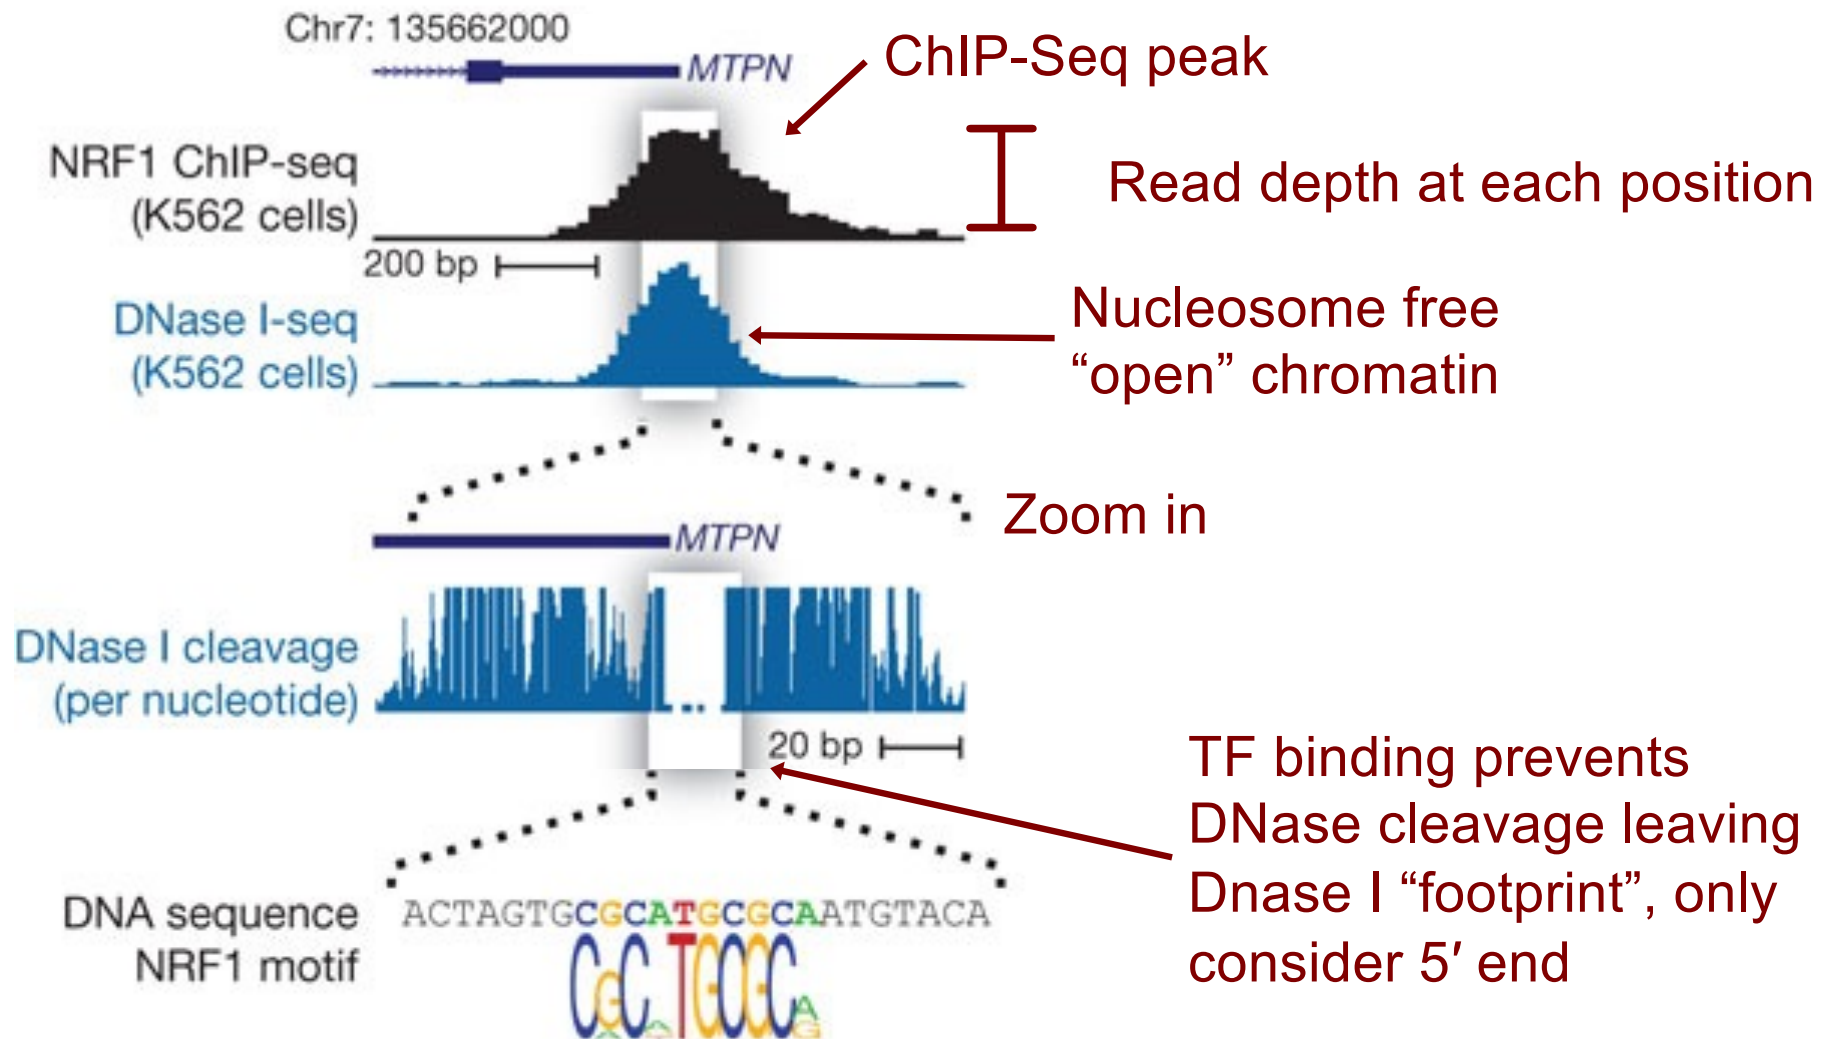 Chr7: 135662000
MTPN
ChIP-Seq peak
NRF1 ChIP-seq
(K562 cells)
Read depth at each position
200 bp
DNase I-seq
(K562 cells)
Nucleosome free
“open” chromatin
Zoom in
MTPN
DNase I cleavage
(per nucleotide)
20 bp
TF binding prevents
DNase cleavage leaving
Dnase I “footprint”, only
consider 5′ end
DNA sequence
ACTAGTGCGCATGCGCAATGTACA
NRF1 motif
CGC TGCGC